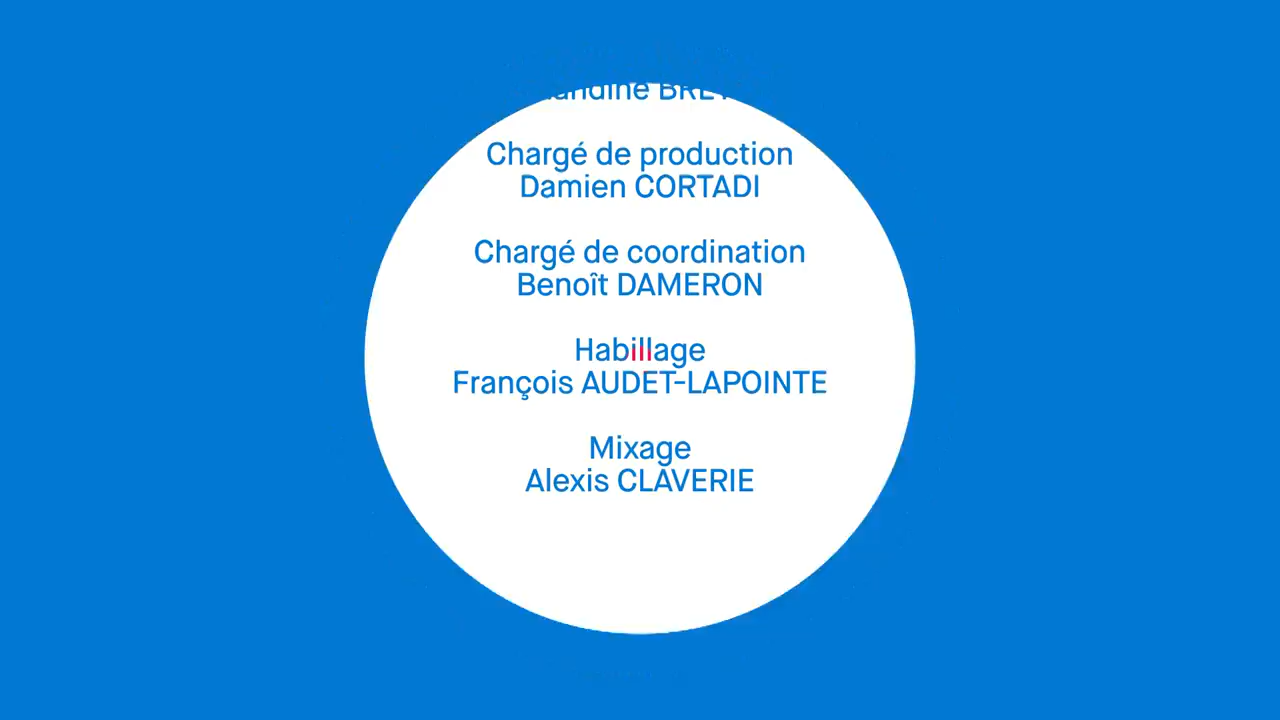 Chargé de production
Damien CORTADI
Chargé de coordination
Benoît DAMERON
Habillage
François AUDET-LAPOINTE
Mixage
Alexis CLAVERIE